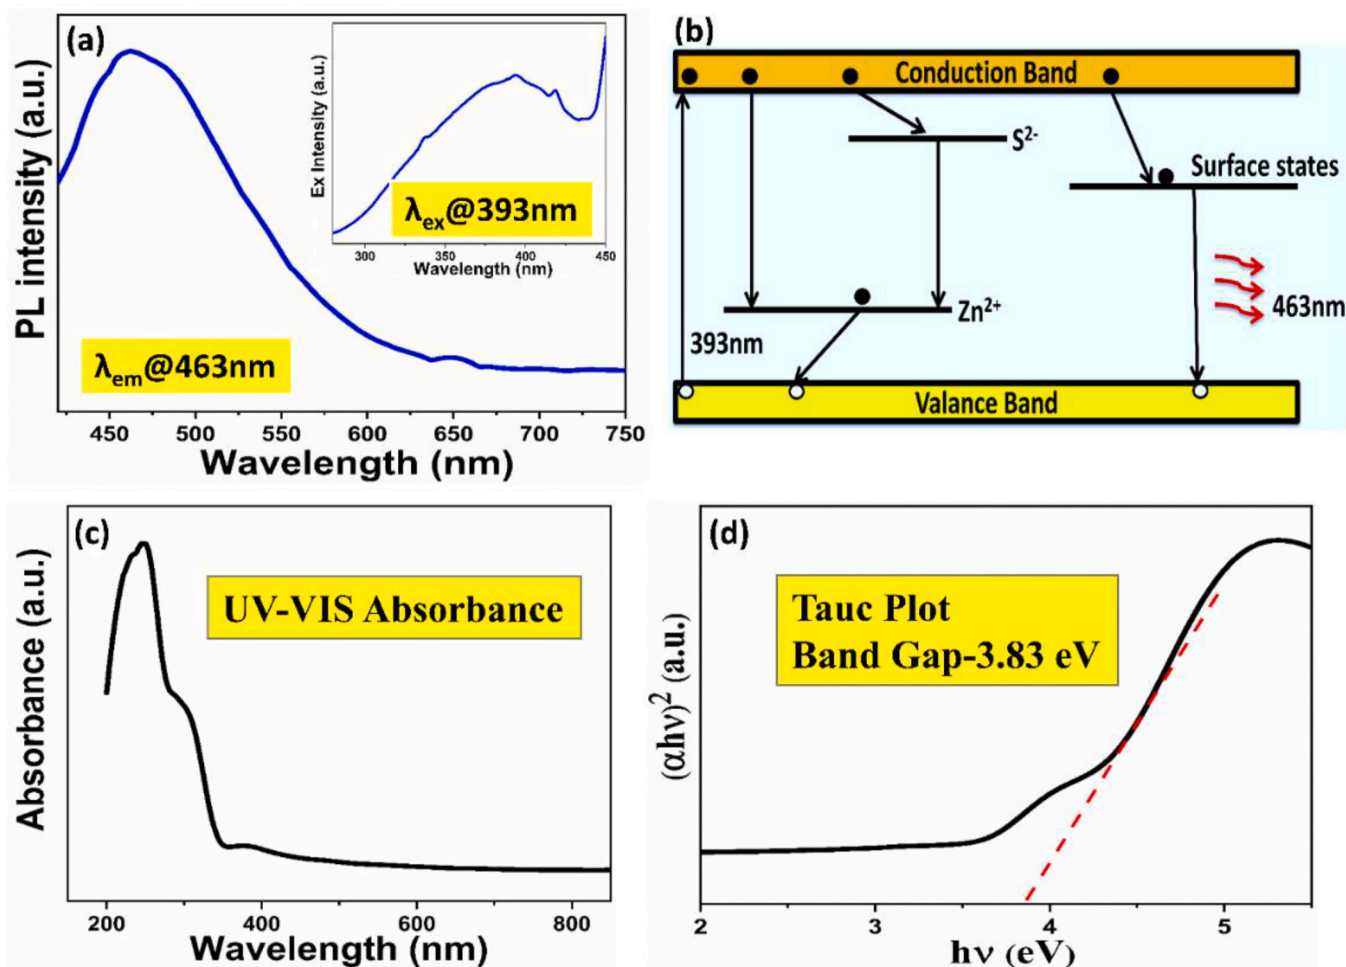 (a)
PL intensity (a.u.)
Ex Intensity (a.u.)
λex@393nm
300 350 400 450
Wavelength (nm)
λem@463nm
450 500 550 600 650 700 750
Wavelength (nm)
(b)
Conduction Band
S²⁻
Surface states
Zn²⁺
463nm
393nm
Valance Band
(c)
Absorbance (a.u.)
UV-VIS Absorbance
200 400 600 800
Wavelength (nm)
(d)
(αhν)² (a.u.)
Tauc Plot
Band Gap-3.83 eV
2 3 4 5
hν (eV)